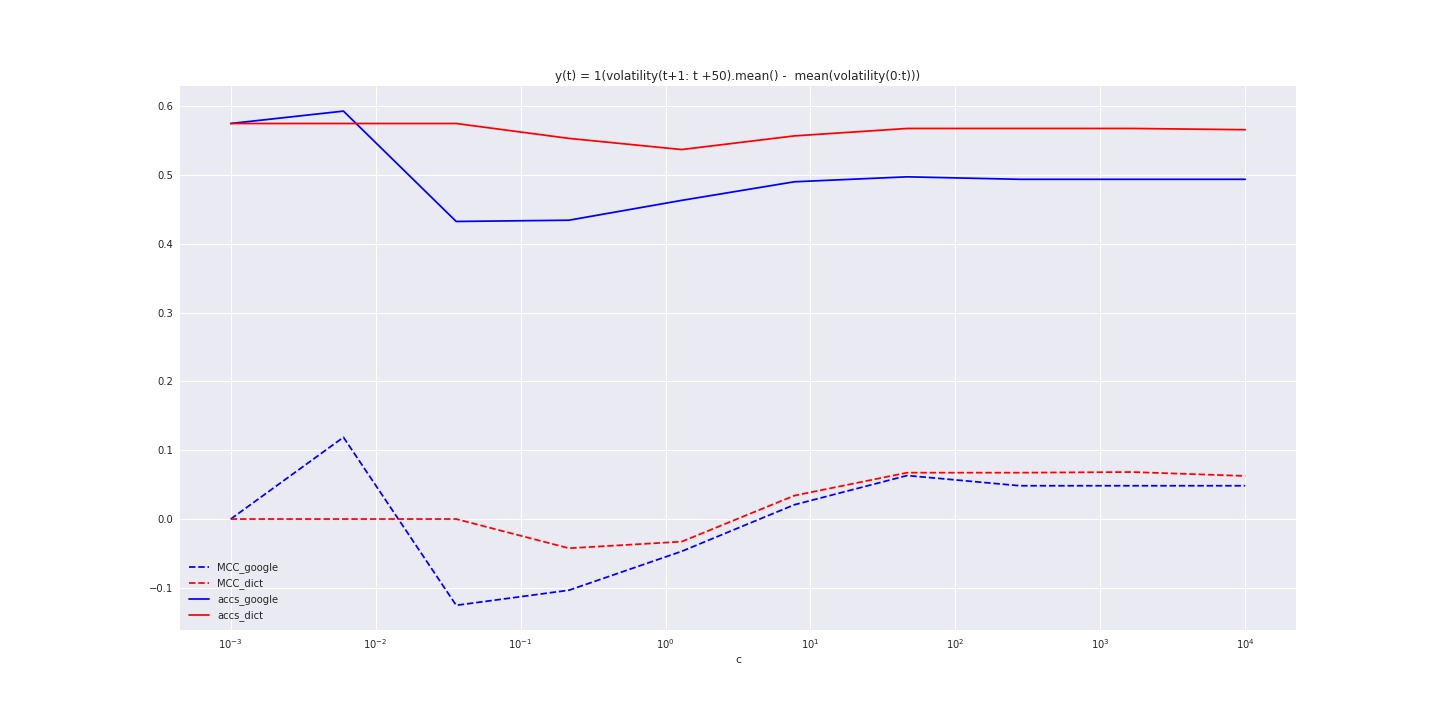 y(t) = 1(volatility(t+1: t +50).mean() -  mean(volatility(0:t)))
0.6
0.5
0.4
0.3
0.2
0.1
0.0
−0.1
MCC_google
MCC_dict
accs_google
accs_dict
10⁻³ 10⁻² 10⁻¹ 10⁰ 10¹ 10² 10³ 10⁴
c